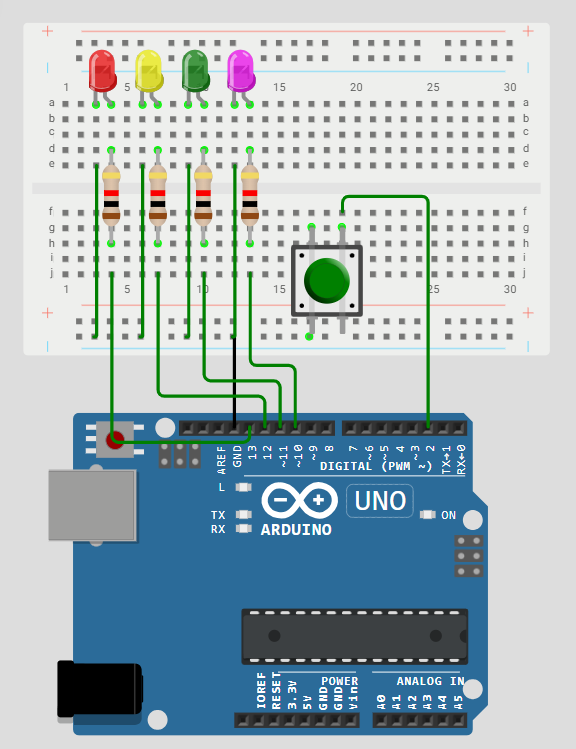 + +
1 5 15 20 25 30
a a
b b
c c
d d
e e
f f
g g
h h
i i
j j
1 5 10 15 20 25 30
+ +
AREF
GND
13
12
~11
~10
~9
8
7
~6
~5
4
~3
2
TX→1
RX←0
DIGITAL (PWM ~)
L
TX
RX
UNO
ON
ARDUINO
IOREF
RESET
3.3V
5V
GND
GND
Vin
POWER
ANALOG IN
A0
A1
A2
A3
A4
A5